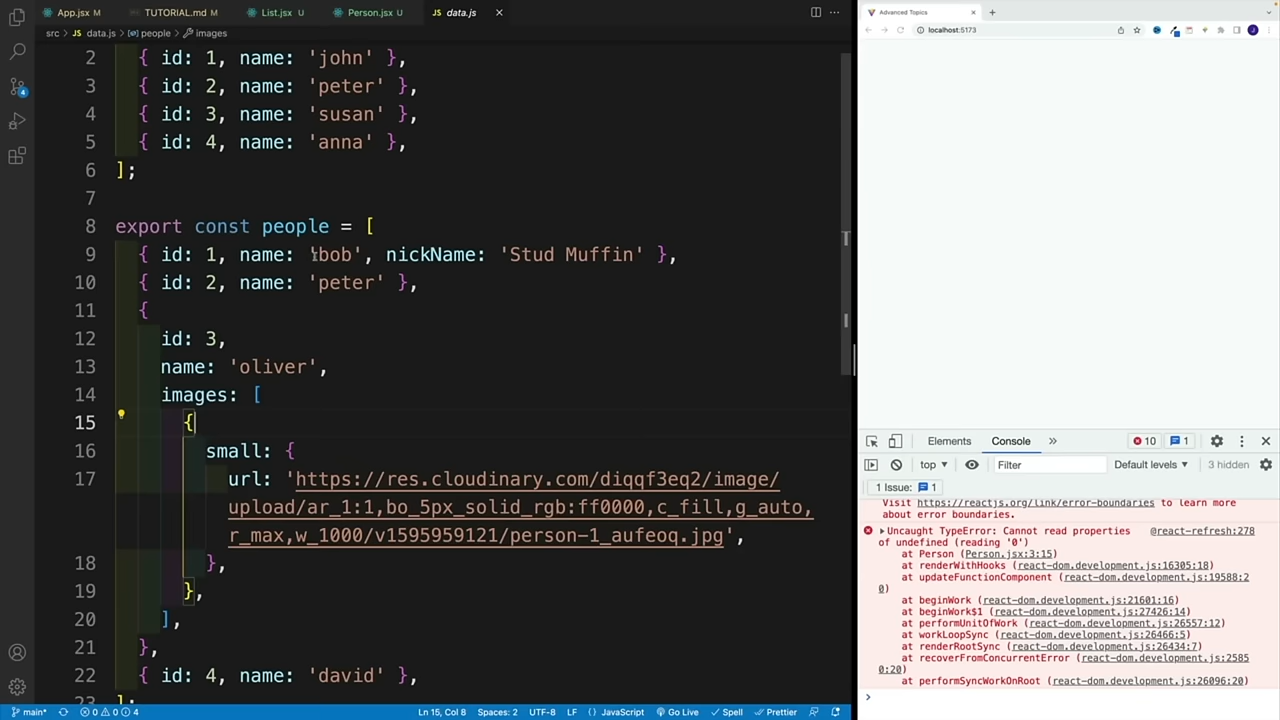 App.jsx M
TUTORIAL.md M
List.jsx U
Person.jsx U
data.js
src > data.js > people > images
2 { id: 1, name: 'john' },
3 { id: 2, name: 'peter' },
4 { id: 3, name: 'susan' },
5 { id: 4, name: 'anna' },
6 ];
7
8 export const people = [
9 { id: 1, name: 'bob', nickName: 'Stud Muffin' },
10 { id: 2, name: 'peter' },
11 {
12 id: 3,
13 name: 'oliver',
14 images: [
15 {
16 small: {
17 url: 'https://res.cloudinary.com/diqqf3eq2/image/
upload/ar_1:1,bo_5px_solid_rgb:ff0000,c_fill,g_auto,
r_max,w_1000/v1595959121/person-1_aufeoq.jpg',
18 },
19 },
20 ],
21 },
22 { id: 4, name: 'david' },
23 ];
4
main* 0 0 4 Ln 15, Col 8 Spaces: 2 UTF-8 LF { } JavaScript Go Live Spell Prettier
Advanced Topics
localhost:5173
J
Elements Console » 10 1
top Filter Default levels 3 hidden
1 Issue: 1
Visit https://reactjs.org/link/error-boundaries to learn more
about error boundaries.
Uncaught TypeError: Cannot read properties @react-refresh:278
of undefined (reading '0')
at Person (Person.jsx:3:15)
at renderWithHooks (react-dom.development.js:16305:18)
at updateFunctionComponent (react-dom.development.js:19588:2
0)
at beginWork (react-dom.development.js:21601:16)
at beginWork$1 (react-dom.development.js:27426:14)
at performUnitOfWork (react-dom.development.js:26557:12)
at workLoopSync (react-dom.development.js:26466:5)
at renderRootSync (react-dom.development.js:26434:7)
at recoverFromConcurrentError (react-dom.development.js:2585
0:20)
at performSyncWorkOnRoot (react-dom.development.js:26096:20)